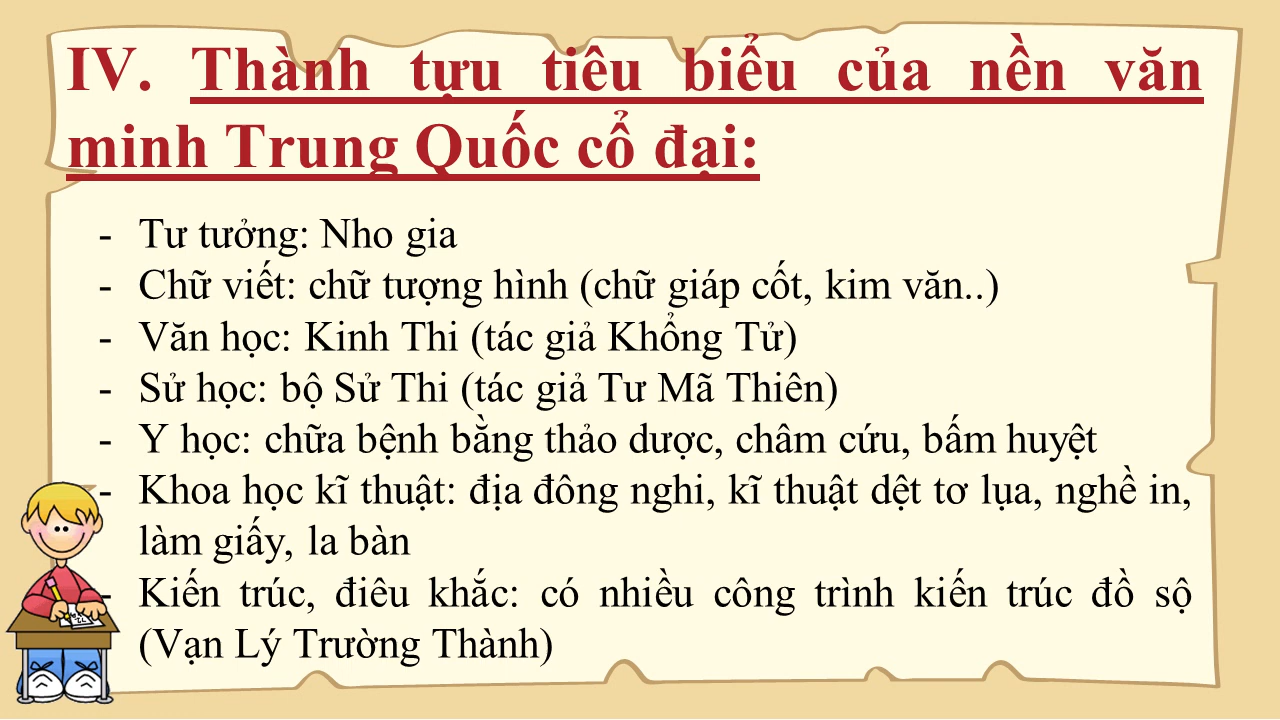 IV. Thành tựu tiêu biểu của nền văn
minh Trung Quốc cổ đại:
- Tư tưởng: Nho gia
- Chữ viết: chữ tượng hình (chữ giáp cốt, kim văn..)
- Văn học: Kinh Thi (tác giả Khổng Tử)
- Sử học: bộ Sử Thi (tác giả Tư Mã Thiên)
- Y học: chữa bệnh bằng thảo dược, châm cứu, bấm huyệt
- Khoa học kĩ thuật: địa đông nghi, kĩ thuật dệt tơ lụa, nghề in,
làm giấy, la bàn
- Kiến trúc, điêu khắc: có nhiều công trình kiến trúc đồ sộ
(Vạn Lý Trường Thành)